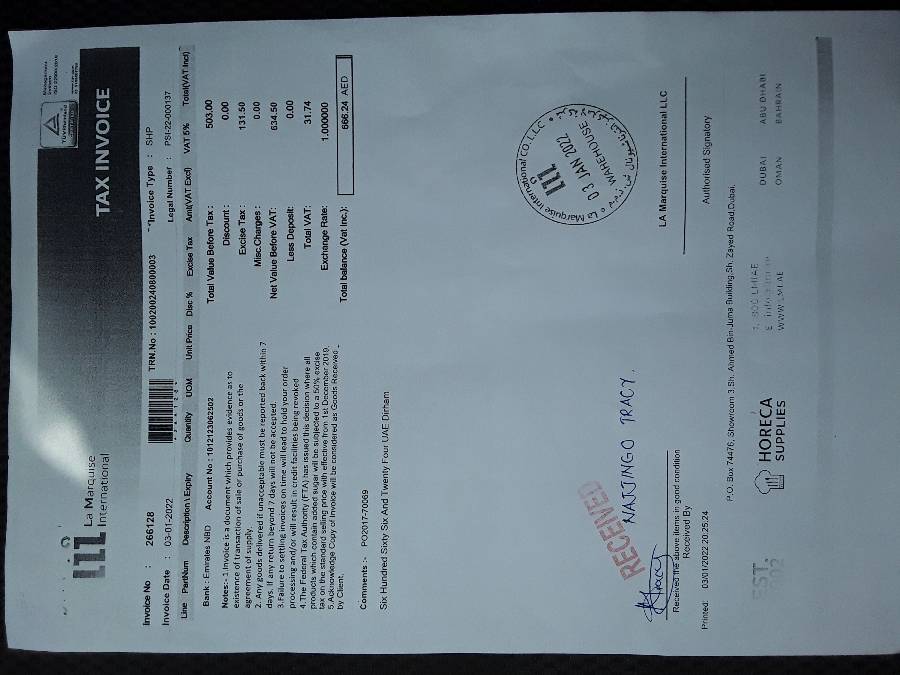 La Marquise
International
TAX INVOICE
Invoice No : 266128 TRN.No : 100200240800003 **Invoice Type : SHP
Invoice Date : 03-01-2022 Legal Number : PSI-22-000137
Line PartNum Description \ Expiry Quantity UOM Unit Price Disc % Excise Tax Amt(VAT Excl) VAT 5% Total(VAT Incl)
Bank : Emirates NBD Account No : 1012123062502
Total Value Before Tax : 503.00
Discount : 0.00
Excise Tax : 131.50
Misc.Charges : 0.00
Net Value Before VAT: 634.50
Less Deposit: 0.00
Total VAT: 31.74
Exchange Rate: 1.000000
Total balance (Vat Inc.): 666.24 AED
Notes:- 1.Invoice is a document which provides evidence as to
existence of transaction of sale or purchase of goods or the
agreement of supply.
2. Any goods delivered if unacceptable must be reported back within 7
days. If any return beyond 7 days will not be accepted.
3.Failure to settling invoices on time will lead to hold your order
processing and/or will result in credit facilities being revoked
4.The Federal Tax Authority (FTA) has issued this decision where all
products which contain added sugar will be subjected to a 50% excise
tax on the standard selling price with effective from 1st December 2019.
5.Acknowledge Copy of Invoice will be considered as Goods Received
by Client.
Comments :- PO2017-70069
Six Hundred Sixty Six And Twenty Four UAE Dirham
La Marquise International CO. L.L.C
03 JAN 2022
WAREHOUSE
RECEIVED
NANJINGO TRACY.
Tracy
LA Marquise International LLC
Received the above items in good condition
Received By
Authorised Signatory
Printed: 03/01/2022 20:25:24
P.O. Box 74476, Showroom 3.Sh. Ahmed Bin Juma Building,Sh. Zayed Road,Dubai.
EST.
HORECA
SUPPLIES
T. 800 LMIAE
WWW.LMI.AE
DUBAI ABU DHABI
OMAN BAHRAIN